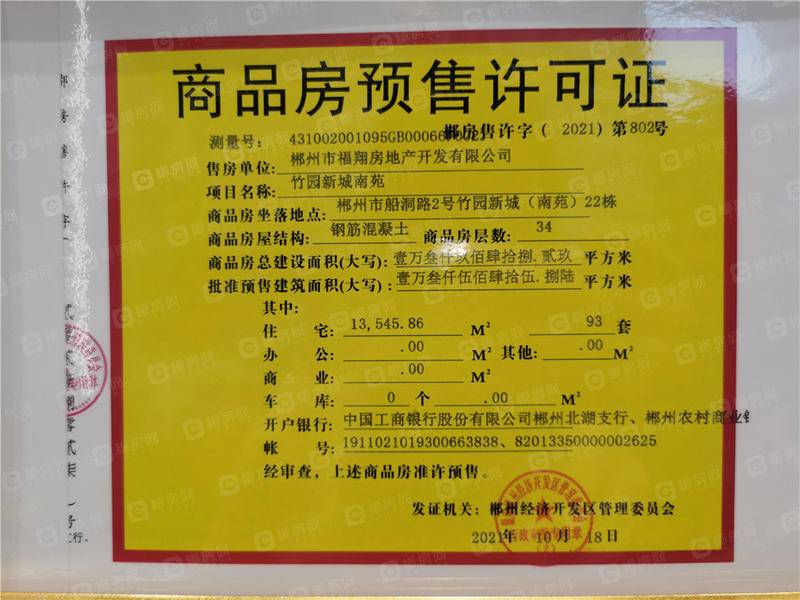 商品房预售许可证
郴房售许字( 2021)第802号
测量号: 431002001095GB00066
售房单位: 郴州市福翔房地产开发有限公司
项目名称: 竹园新城南苑
商品房坐落地点: 郴州市船洞路2号竹园新城(南苑)22栋
商品房屋结构: 钢筋混凝土 商品房层数: 34
商品房总建设面积(大写): 壹万叁仟玖佰肆拾捌.贰玖 平方米
批准预售建筑面积(大写): 壹万叁仟伍佰肆拾伍.捌陆 平方米
其中:
住 宅: 13,545.86 M² 93 套
办 公: .00 M² 其他: .00 M²
商 业: .00 M²
车 库: 0 个 .00 M²
开户银行: 中国工商银行股份有限公司郴州北湖支行、郴州农村商业
帐 号: 1911021019300663838、82013350000002625
经审查,上述商品房准许预售。
发证机关: 郴州经济开发区管理委员会
2021年 10月 18日
郴房网